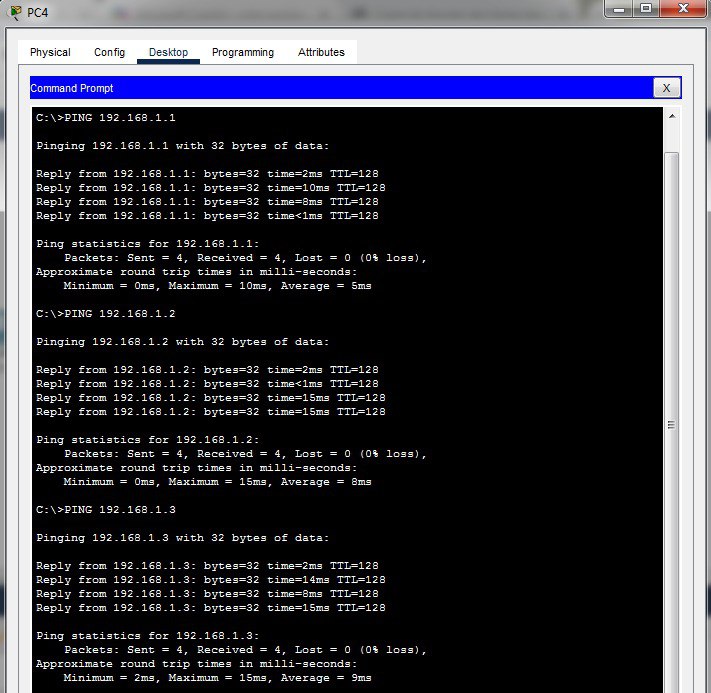 PC4
Physical Config Desktop Programming Attributes
Command Prompt X
C:\>PING 192.168.1.1
Pinging 192.168.1.1 with 32 bytes of data:
Reply from 192.168.1.1: bytes=32 time=2ms TTL=128
Reply from 192.168.1.1: bytes=32 time=10ms TTL=128
Reply from 192.168.1.1: bytes=32 time=8ms TTL=128
Reply from 192.168.1.1: bytes=32 time<1ms TTL=128
Ping statistics for 192.168.1.1:
Packets: Sent = 4, Received = 4, Lost = 0 (0% loss),
Approximate round trip times in milli-seconds:
Minimum = 0ms, Maximum = 10ms, Average = 5ms
C:\>PING 192.168.1.2
Pinging 192.168.1.2 with 32 bytes of data:
Reply from 192.168.1.2: bytes=32 time=2ms TTL=128
Reply from 192.168.1.2: bytes=32 time<1ms TTL=128
Reply from 192.168.1.2: bytes=32 time=15ms TTL=128
Reply from 192.168.1.2: bytes=32 time=15ms TTL=128
Ping statistics for 192.168.1.2:
Packets: Sent = 4, Received = 4, Lost = 0 (0% loss),
Approximate round trip times in milli-seconds:
Minimum = 0ms, Maximum = 15ms, Average = 8ms
C:\>PING 192.168.1.3
Pinging 192.168.1.3 with 32 bytes of data:
Reply from 192.168.1.3: bytes=32 time=2ms TTL=128
Reply from 192.168.1.3: bytes=32 time=14ms TTL=128
Reply from 192.168.1.3: bytes=32 time=8ms TTL=128
Reply from 192.168.1.3: bytes=32 time=15ms TTL=128
Ping statistics for 192.168.1.3:
Packets: Sent = 4, Received = 4, Lost = 0 (0% loss),
Approximate round trip times in milli-seconds:
Minimum = 2ms, Maximum = 15ms, Average = 9ms